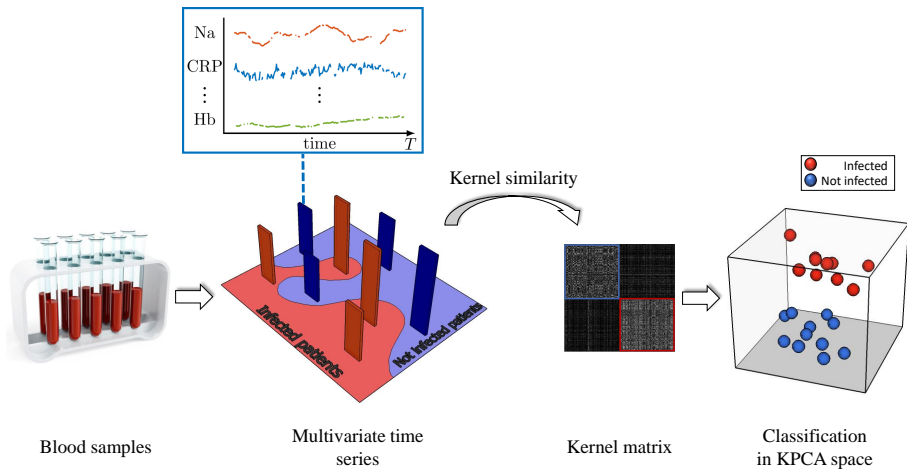 Na
CRP
Hb
time
T
Kernel similarity
Infected
Not infected
Infected patients
Not infected patients
Blood samples
Multivariate time
series
Kernel matrix
Classification
in KPCA space